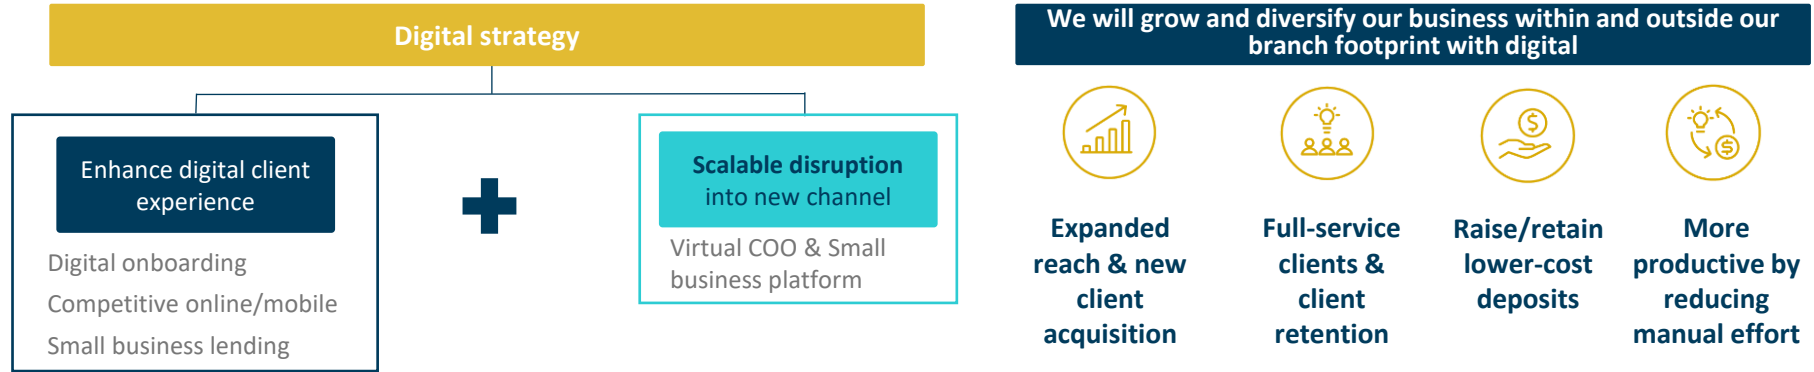 Digital strategy
Enhance digital client
experience
Digital onboarding
Competitive online/mobile
Small business lending
Scalable disruption
into new channel
Virtual COO & Small
business platform
We will grow and diversify our business within and outside our
branch footprint with digital
Expanded
reach & new
client
acquisition
Full-service
clients &
client
retention
Raise/retain
lower-cost
deposits
More
productive by
reducing
manual effort